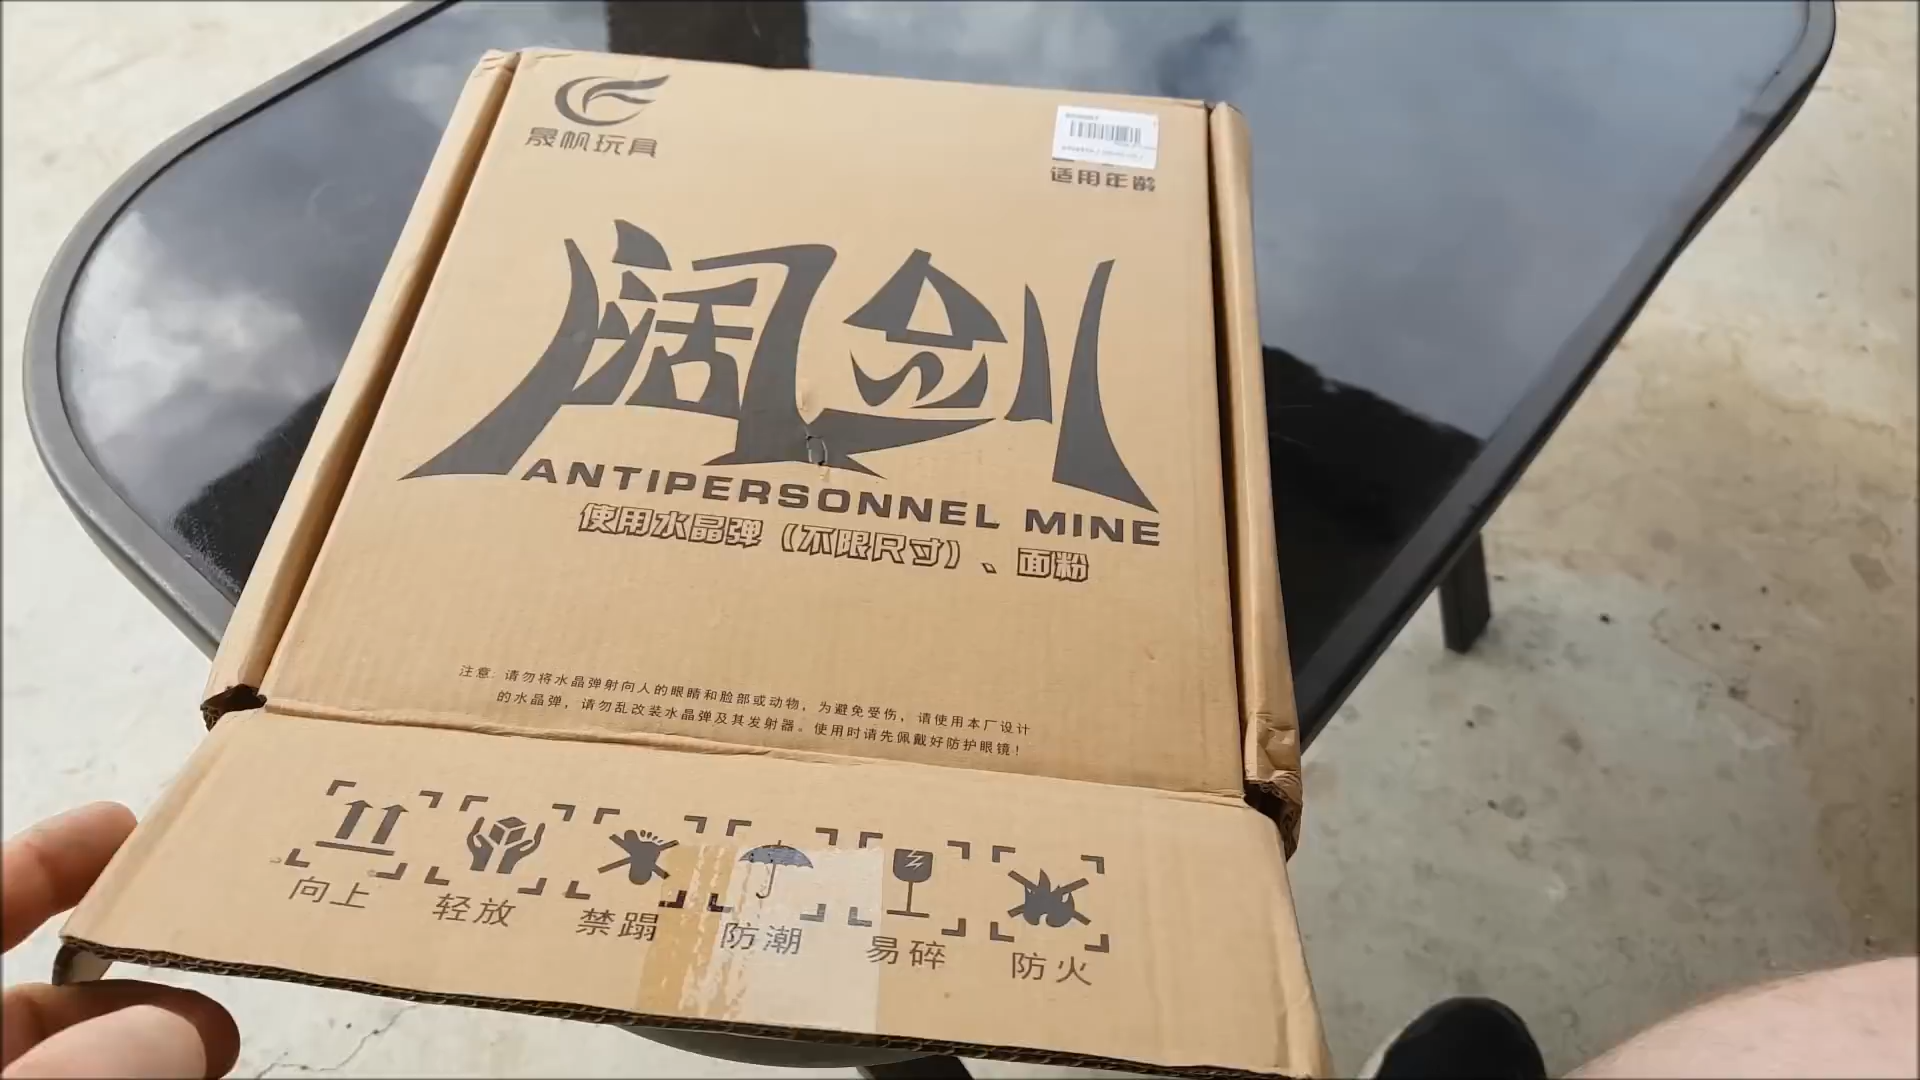 晟帆玩具
适用年龄
阔剑
ANTIPERSONNEL MINE
使用水晶弹（不限尺寸）、面粉
注意: 请勿将水晶弹射向人的眼睛和脸部或动物，为避免受伤，请使用本厂设计
的水晶弹，请勿乱改装水晶弹及其发射器。使用时请先佩戴好防护眼镜！
向上 轻放 禁蹋 防潮 易碎 防火